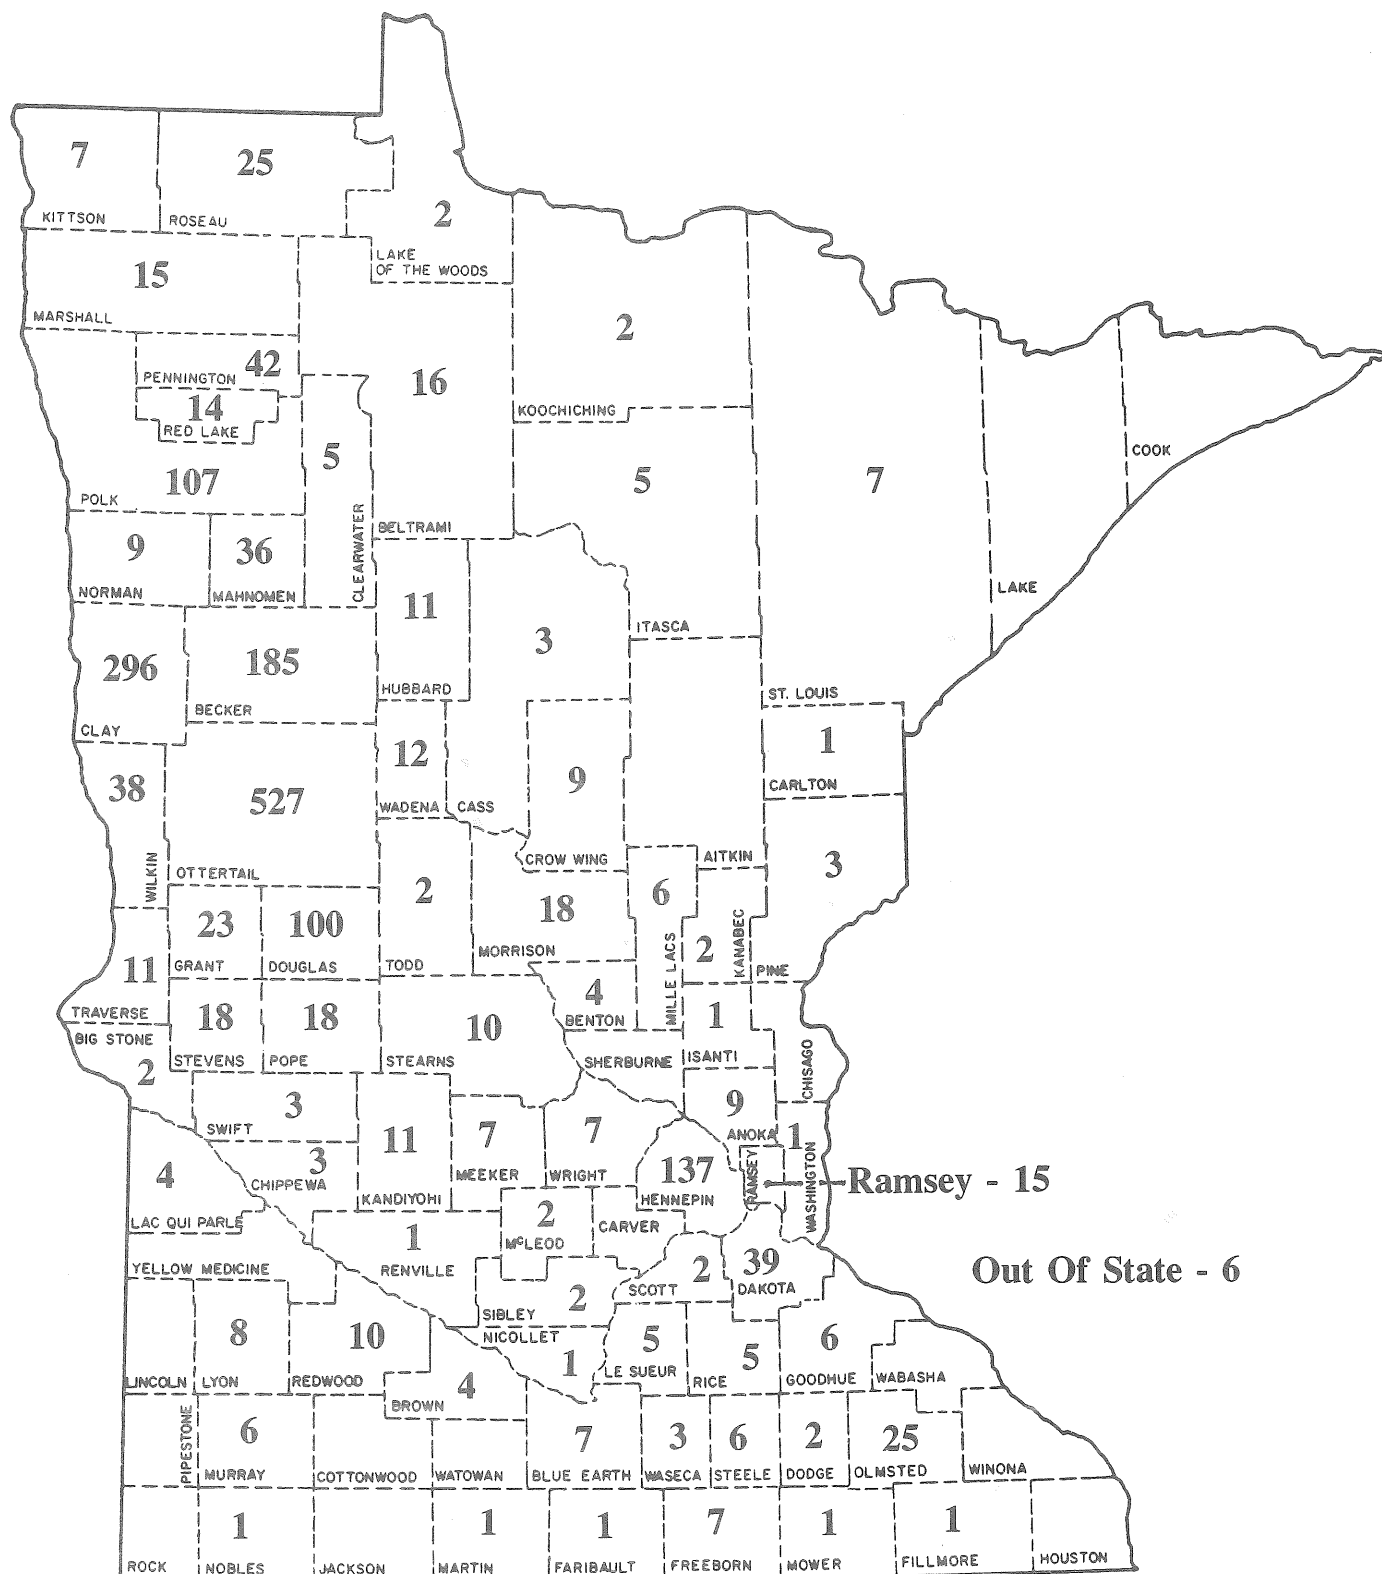 7
KITTSON
25
ROSEAU
2
LAKE
OF THE WOODS
15
MARSHALL
42
PENNINGTON
14
RED LAKE
107
POLK
5
CLEARWATER
16
BELTRAMI
2
KOOCHICHING
5
ITASCA
7
ST. LOUIS
LAKE
COOK
9
NORMAN
36
MAHNOMEN
11
HUBBARD
3
CASS
296
CLAY
185
BECKER
12
WADENA
9
CROW WING
AITKIN
1
CARLTON
38
WILKIN
527
OTTERTAIL
2
TODD
18
MORRISON
6
MILLE LACS
2
KANABEC
3
PINE
23
GRANT
100
DOUGLAS
11
TRAVERSE
BIG STONE
2
18
STEVENS
18
POPE
10
STEARNS
4
BENTON
SHERBURNE
1
ISANTI
CHISAGO
3
SWIFT
11
KANDIYOHI
7
MEEKER
7
WRIGHT
9
ANOKA
1
WASHINGTON
137
HENNEPIN
RAMSEY
Ramsey - 15
4
LAC QUI PARLE
3
CHIPPEWA
1
RENVILLE
2
McLEOD
CARVER
2
SCOTT
39
DAKOTA
Out Of State - 6
YELLOW MEDICINE
2
SIBLEY
NICOLLET
1
LINCOLN
8
LYON
10
REDWOOD
4
BROWN
5
LE SUEUR
5
RICE
6
GOODHUE
WABASHA
PIPESTONE
6
MURRAY
COTTONWOOD
WATOWAN
7
BLUE EARTH
3
WASECA
6
STEELE
2
DODGE
25
OLMSTED
WINONA
ROCK
1
NOBLES
JACKSON
1
MARTIN
1
FARIBAULT
7
FREEBORN
1
MOWER
1
FILLMORE
HOUSTON